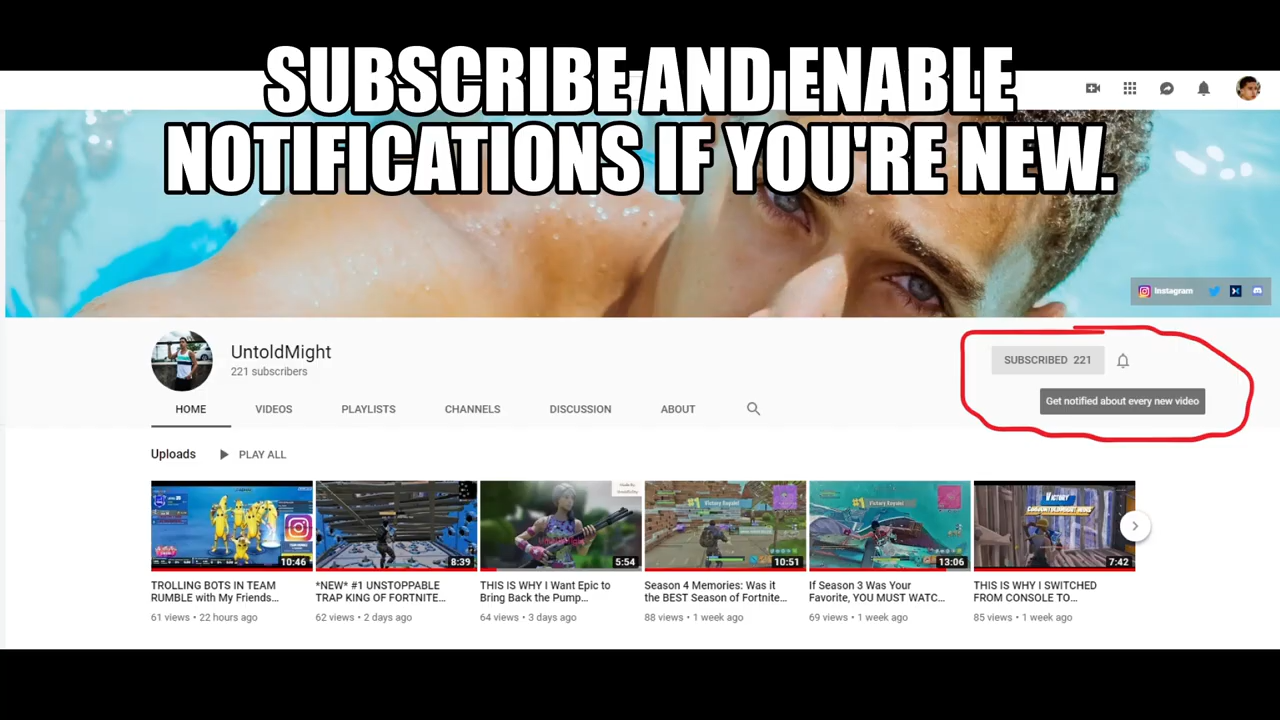 SUBSCRIBE AND ENABLE
NOTIFICATIONS IF YOU'RE NEW.
Instagram
UntoldMight
221 subscribers
SUBSCRIBED 221
Get notified about every new video
HOME VIDEOS PLAYLISTS CHANNELS DISCUSSION ABOUT
Uploads PLAY ALL
Victory Royale!
Victory Royale!
VICTORY
10:46 8:39 5:54 10:51 13:06 7:42
TROLLING BOTS IN TEAM
RUMBLE with My Friends...
61 views • 22 hours ago
*NEW* #1 UNSTOPPABLE
TRAP KING OF FORTNITE...
62 views • 2 days ago
THIS IS WHY I Want Epic to
Bring Back the Pump...
64 views • 3 days ago
Season 4 Memories: Was it
the BEST Season of Fortnite...
88 views • 1 week ago
If Season 3 Was Your
Favorite, YOU MUST WATC...
69 views • 1 week ago
THIS IS WHY I SWITCHED
FROM CONSOLE TO...
85 views • 1 week ago